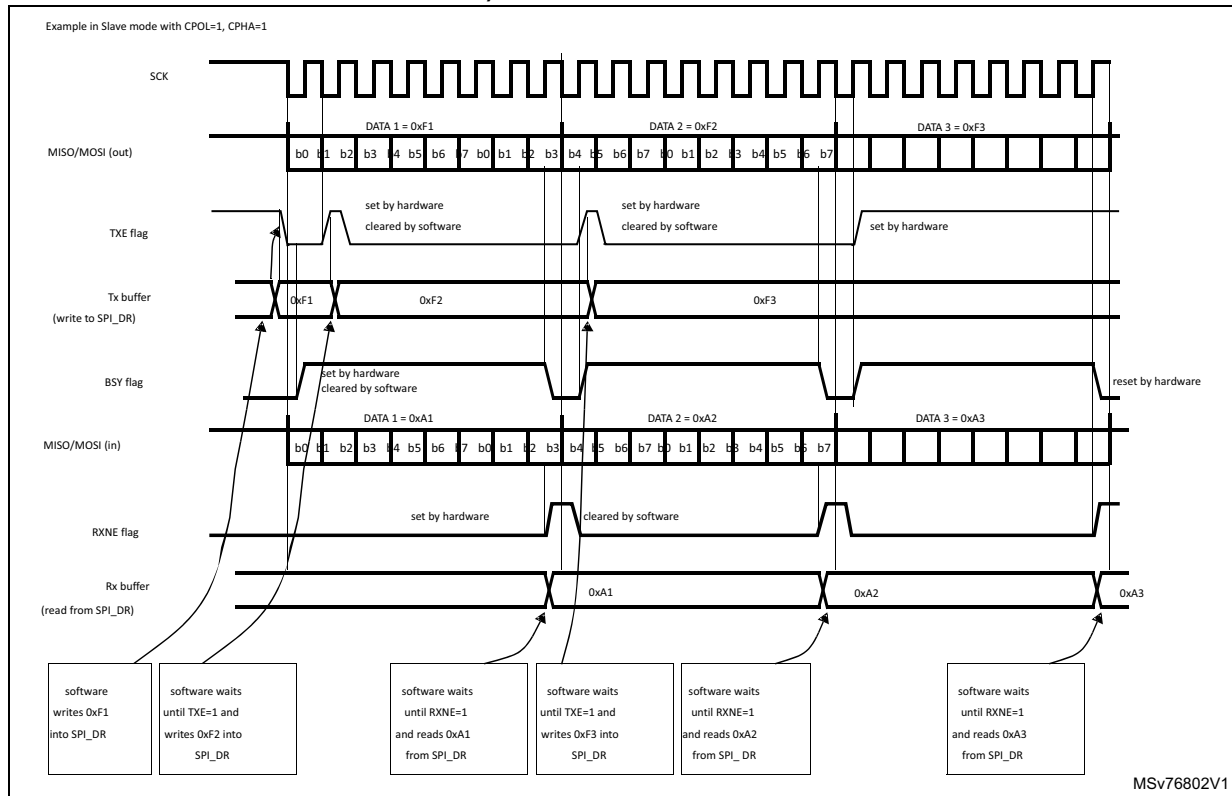 Example in Slave mode with CPOL=1, CPHA=1
SCK
DATA 1 = 0xF1 DATA 2 = 0xF2 DATA 3 = 0xF3
MISO/MOSI (out)
b0 b1 b2 b3 b4 b5 b6 b7 b0 b1 b2 b3 b4 b5 b6 b7 b0 b1 b2 b3 b4 b5 b6 b7
set by hardware set by hardware
cleared by software cleared by software set by hardware
TXE flag
Tx buffer 0xF1 0xF2 0xF3
(write to SPI_DR)
set by hardware
BSY flag reset by hardware
cleared by software
DATA 1 = 0xA1 DATA 2 = 0xA2 DATA 3 = 0xA3
MISO/MOSI (in)
b0 b1 b2 b3 b4 b5 b6 b7 b0 b1 b2 b3 b4 b5 b6 b7 b0 b1 b2 b3 b4 b5 b6 b7
set by hardware cleared by software
RXNE flag
Rx buffer 0xA1 0xA2 0xA3
(read from SPI_DR)
software
writes 0xF1
into SPI_DR
software waits
until TXE=1 and
writes 0xF2 into
SPI_DR
software waits
until RXNE=1
and reads 0xA1
from SPI_DR
software waits
until TXE=1 and
writes 0xF3 into
SPI_DR
software waits
until RXNE=1
and reads 0xA2
from SPI_ DR
software waits
until RXNE=1
and reads 0xA3
from SPI_DR
MSv76802V1